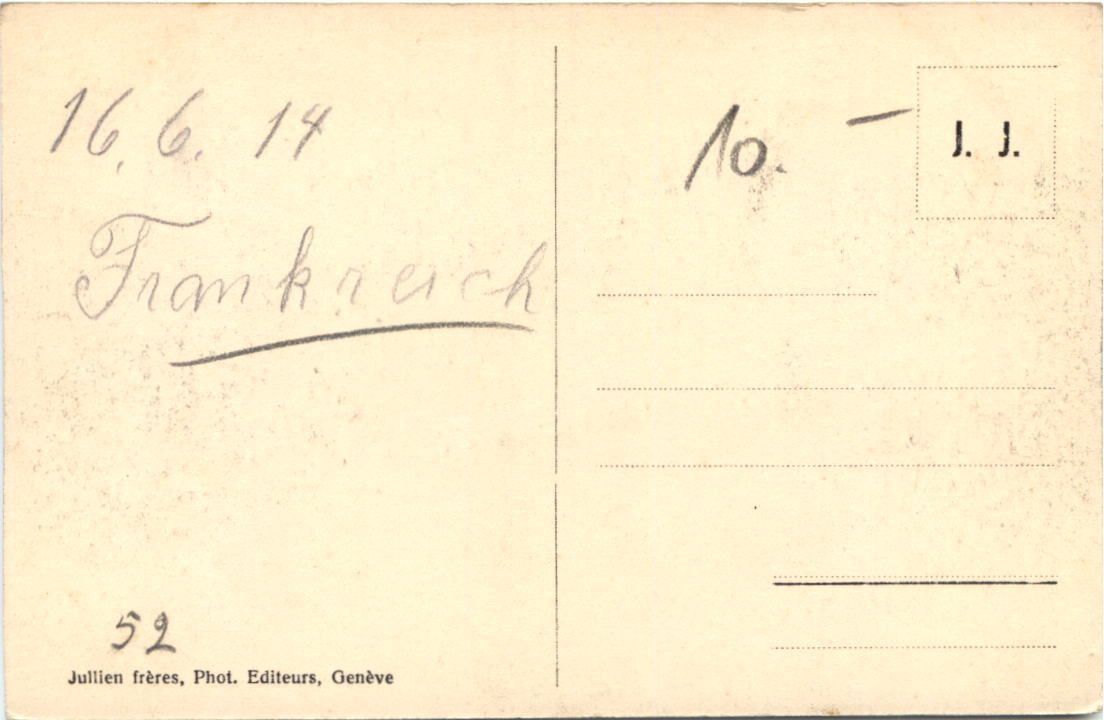 16. 6. 14
Frankreich
52
Jullien frères, Phot. Editeurs, Genève
10. –
J. J.